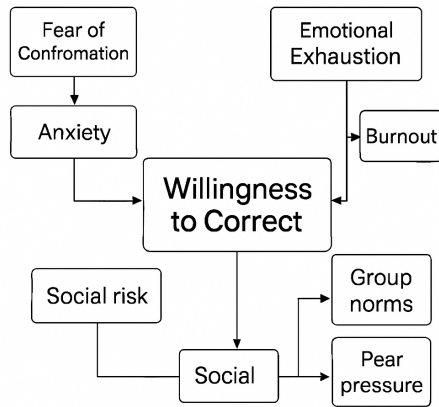 Fear of
Confromation
Emotional
Exhaustion
Anxiety
Burnout
Willingness
to Correct
Social risk
Group
norms
Social
Pear
pressure